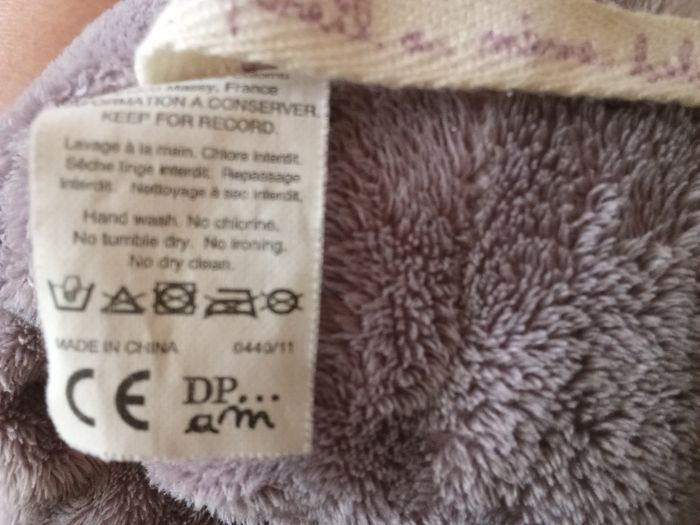 Massy, France
INFORMATION A CONSERVER.
KEEP FOR RECORD.
Lavage à la main. Chlore interdit.
Sèche linge interdit. Repassage
interdit. Nettoyage à sec interdit.
Hand wash. No chlorine.
No tumble dry. No ironing.
No dry clean.
MADE IN CHINA 0440/11
CE DP...
am